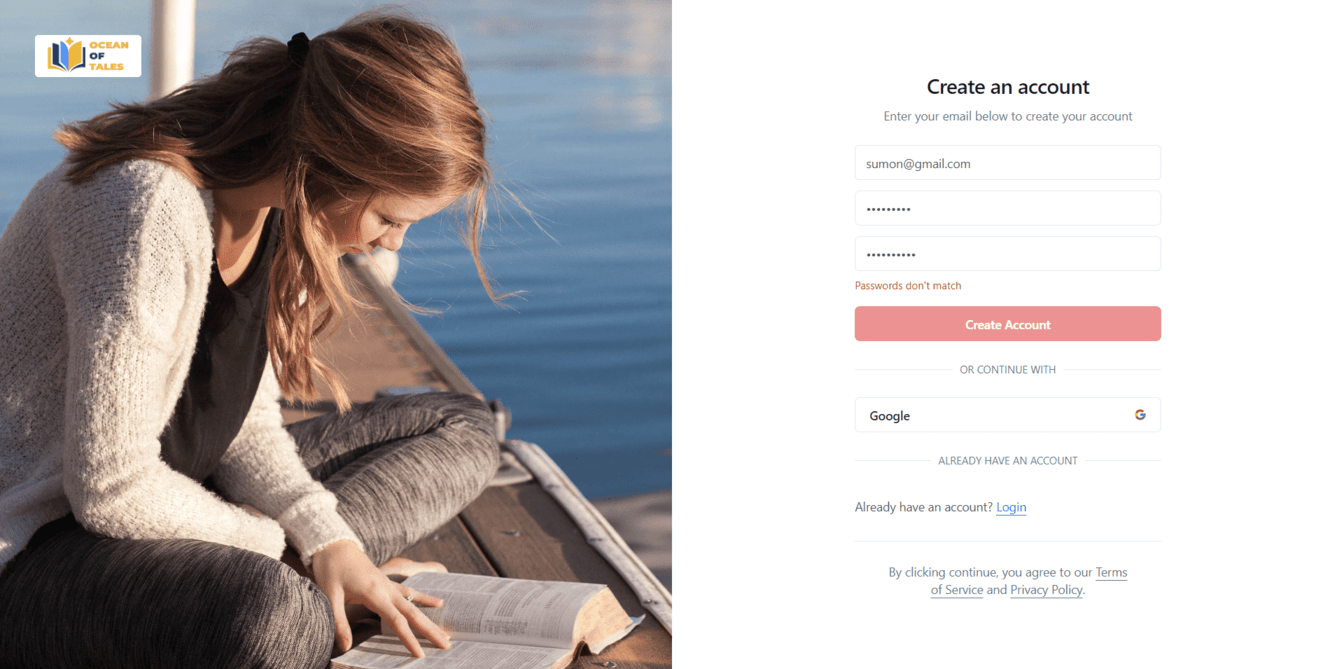 OCEAN
OF
TALES
Create an account
Enter your email below to create your account
sumon@gmail.com
•••••••••
••••••••••
Passwords don't match
Create Account
OR CONTINUE WITH
Google
ALREADY HAVE AN ACCOUNT
Already have an account? Login
By clicking continue, you agree to our Terms
of Service and Privacy Policy.